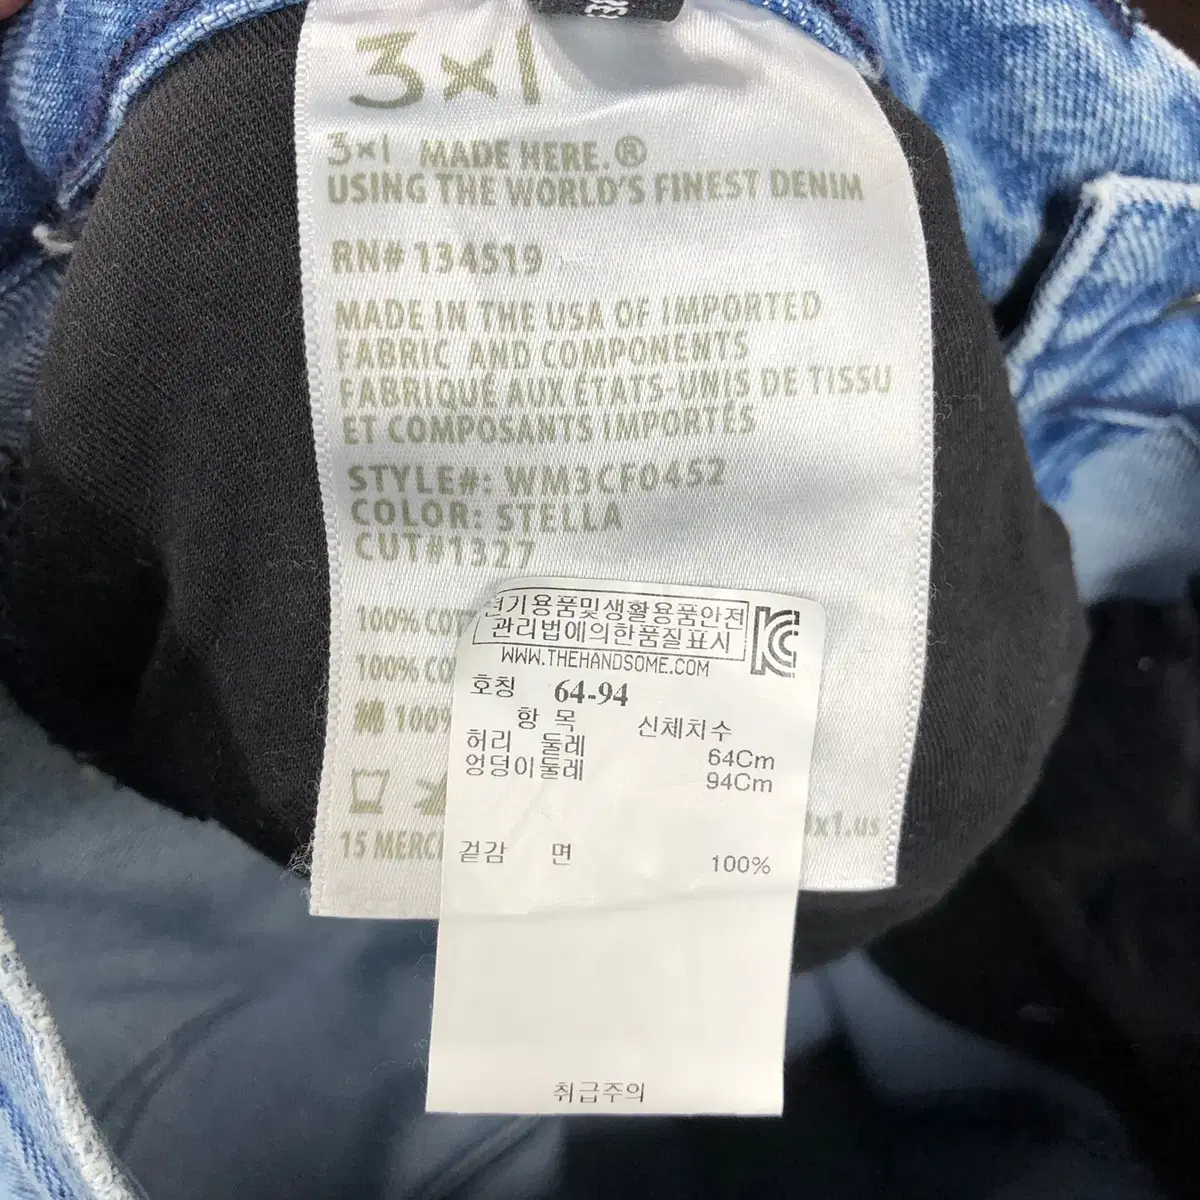 3×1
3×1 MADE HERE.®
USING THE WORLD'S FINEST DENIM
RN# 134519
MADE IN THE USA OF IMPORTED
FABRIC AND COMPONENTS
FABRIQUÉ AUX ÉTATS-UNIS DE TISSU
ET COMPOSANTS IMPORTÉS
STYLE#: WM3CF0452
COLOR: STELLA
CUT#1327
100% COT
100% CO
綿 100%
15 MERC
3x1.us
전기용품및생활용품안전
관리법에의한품질표시
WWW.THEHANDSOME.COM
호칭 64-94
항 목 신체치수
허리 둘레 64Cm
엉덩이둘레 94Cm
겉감 면 100%
취급주의